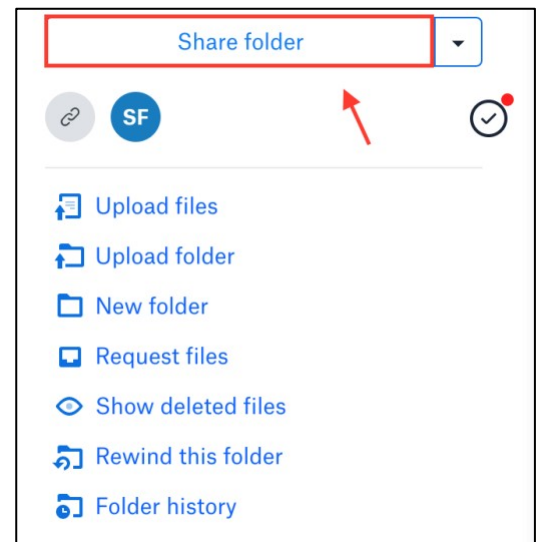 Share folder
SF
Upload files
Upload folder
New folder
Request files
Show deleted files
Rewind this folder
Folder history